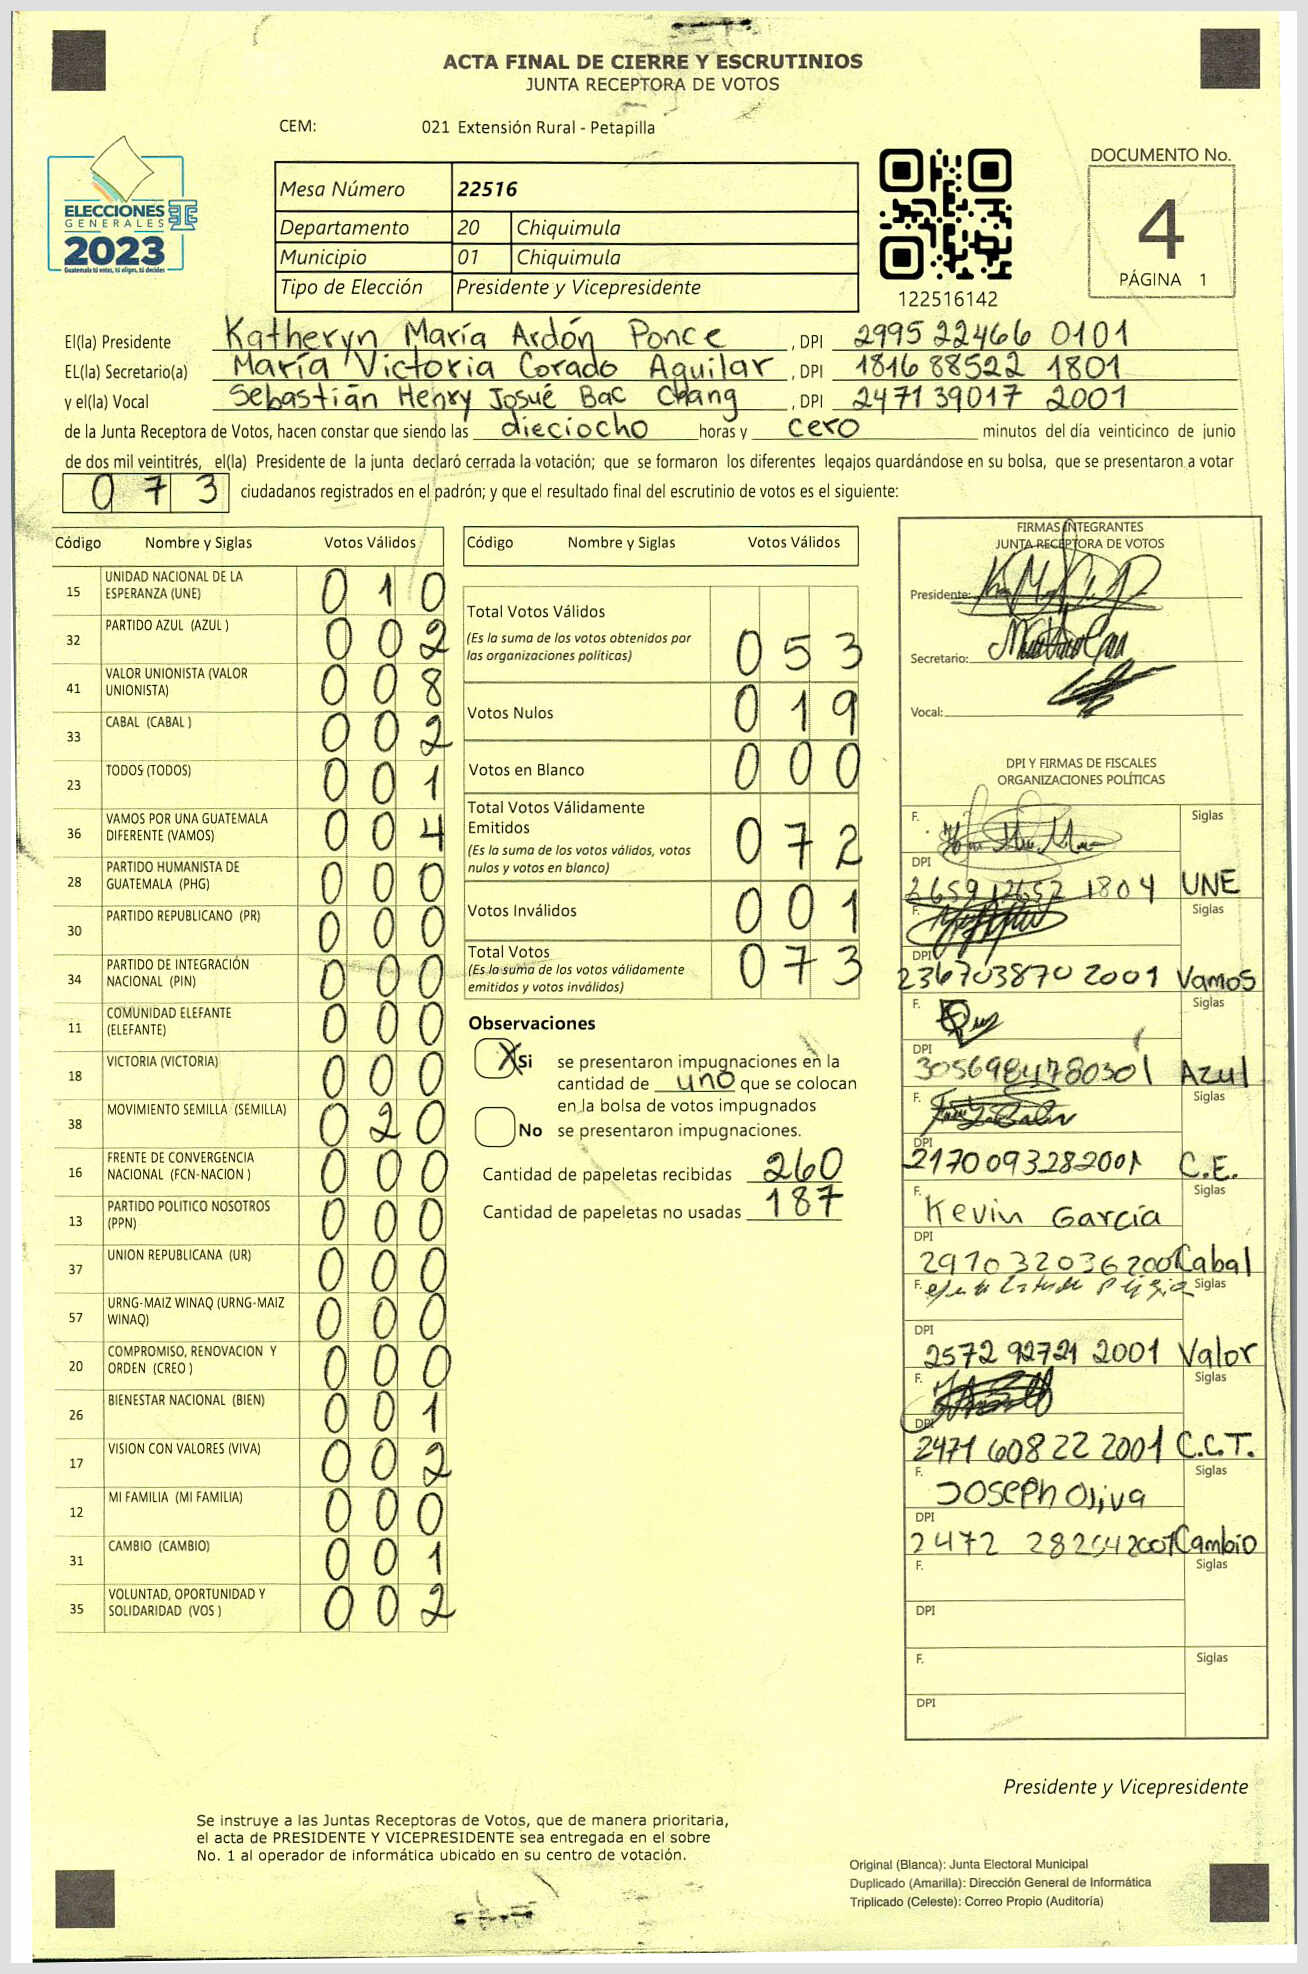 ACTA FINAL DE CIERRE Y ESCRUTINIOS
JUNTA RECEPTORA DE VOTOS
CEM: 021 Extensión Rural - Petapilla
DOCUMENTO No.
4
PÁGINA 1
ELECCIONES
GENERALES
2023
Guatemala tú votas, tú eliges, tú decides
Mesa Número 22516
Departamento 20 Chiquimula
Municipio 01 Chiquimula
Tipo de Elección Presidente y Vicepresidente
122516142
El(la) Presidente Katheryn María Ardón Ponce , DPI 2995 22466 0101
EL(la) Secretario(a) María Victoria Corado Aguilar , DPI 1816 88522 1801
y el(la) Vocal Sebastián Henry Josué Bac Chang , DPI 2471 39017 2001
de la Junta Receptora de Votos, hacen constar que siendo las dieciocho horas y cero minutos del día veinticinco de junio
de dos mil veintitrés, el(la) Presidente de la junta declaró cerrada la votación; que se formaron los diferentes legajos guardándose en su bolsa, que se presentaron a votar
073 ciudadanos registrados en el padrón; y que el resultado final del escrutinio de votos es el siguiente:
Código Nombre y Siglas Votos Válidos
15 UNIDAD NACIONAL DE LA ESPERANZA (UNE) 0 1 0
32 PARTIDO AZUL (AZUL ) 0 0 2
41 VALOR UNIONISTA (VALOR UNIONISTA) 0 0 8
33 CABAL (CABAL ) 0 0 2
23 TODOS (TODOS) 0 0 1
36 VAMOS POR UNA GUATEMALA DIFERENTE (VAMOS) 0 0 4
28 PARTIDO HUMANISTA DE GUATEMALA (PHG) 0 0 0
30 PARTIDO REPUBLICANO (PR) 0 0 0
34 PARTIDO DE INTEGRACIÓN NACIONAL (PIN) 0 0 0
11 COMUNIDAD ELEFANTE (ELEFANTE) 0 0 0
18 VICTORIA (VICTORIA) 0 0 0
38 MOVIMIENTO SEMILLA (SEMILLA) 0 2 0
16 FRENTE DE CONVERGENCIA NACIONAL (FCN-NACION ) 0 0 0
13 PARTIDO POLITICO NOSOTROS (PPN) 0 0 0
37 UNION REPUBLICANA (UR) 0 0 0
57 URNG-MAIZ WINAQ (URNG-MAIZ WINAQ) 0 0 0
20 COMPROMISO, RENOVACION Y ORDEN (CREO ) 0 0 0
26 BIENESTAR NACIONAL (BIEN) 0 0 1
17 VISION CON VALORES (VIVA) 0 0 2
12 MI FAMILIA (MI FAMILIA) 0 0 0
31 CAMBIO (CAMBIO) 0 0 1
35 VOLUNTAD, OPORTUNIDAD Y SOLIDARIDAD (VOS ) 0 0 2
Código Nombre y Siglas Votos Válidos
Total Votos Válidos 0 5 3
(Es la suma de los votos obtenidos por
las organizaciones políticas)
Votos Nulos 0 1 9
Votos en Blanco 0 0 0
Total Votos Válidamente
Emitidos 0 7 2
(Es la suma de los votos válidos, votos
nulos y votos en blanco)
Votos Inválidos 0 0 1
Total Votos 0 7 3
(Es la suma de los votos válidamente
emitidos y votos inválidos)
Observaciones
X Si se presentaron impugnaciones en la
cantidad de uno que se colocan
en la bolsa de votos impugnados
No se presentaron impugnaciones.
Cantidad de papeletas recibidas 260
Cantidad de papeletas no usadas 187
FIRMAS INTEGRANTES
JUNTA RECEPTORA DE VOTOS
Presidente:
Secretario:
Vocal:
DPI Y FIRMAS DE FISCALES
ORGANIZACIONES POLÍTICAS
F. Siglas
DPI
2659 12652 1804 UNE
F. Siglas
DPI
236703870 2001 Vamos
F. Siglas
DPI
3056984780301 Azul
F. Siglas
DPI
2170093282001 C.E.
F. Kevin García Siglas
DPI
2970 32036 2001 Cabal
F. Siglas
DPI
2572 92721 2001 Valor
F. Siglas
DPI
2471 60822 2001 C.C.T.
F. Joseph Oliva Siglas
DPI
2472 Cambio
F. Siglas
DPI
F. Siglas
DPI
Presidente y Vicepresidente
Se instruye a las Juntas Receptoras de Votos, que de manera prioritaria,
el acta de PRESIDENTE Y VICEPRESIDENTE sea entregada en el sobre
No. 1 al operador de informática ubicado en su centro de votación.
Original (Blanca): Junta Electoral Municipal
Duplicado (Amarilla): Dirección General de Informática
Triplicado (Celeste): Correo Propio (Auditoría)